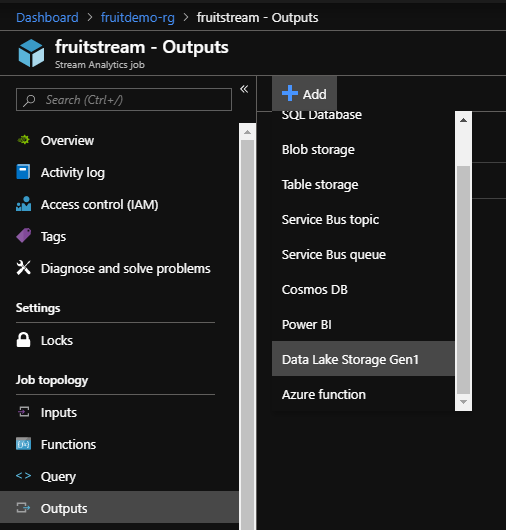 Dashboard > fruitdemo-rg > fruitstream - Outputs
fruitstream - Outputs
Stream Analytics job
«
Search (Ctrl+/)
Overview
Activity log
Access control (IAM)
Tags
Diagnose and solve problems
Settings
Locks
Job topology
Inputs
Functions
Query
Outputs
Add
SQL Database
Blob storage
Table storage
Service Bus topic
Service Bus queue
Cosmos DB
Power BI
Data Lake Storage Gen1
Azure function